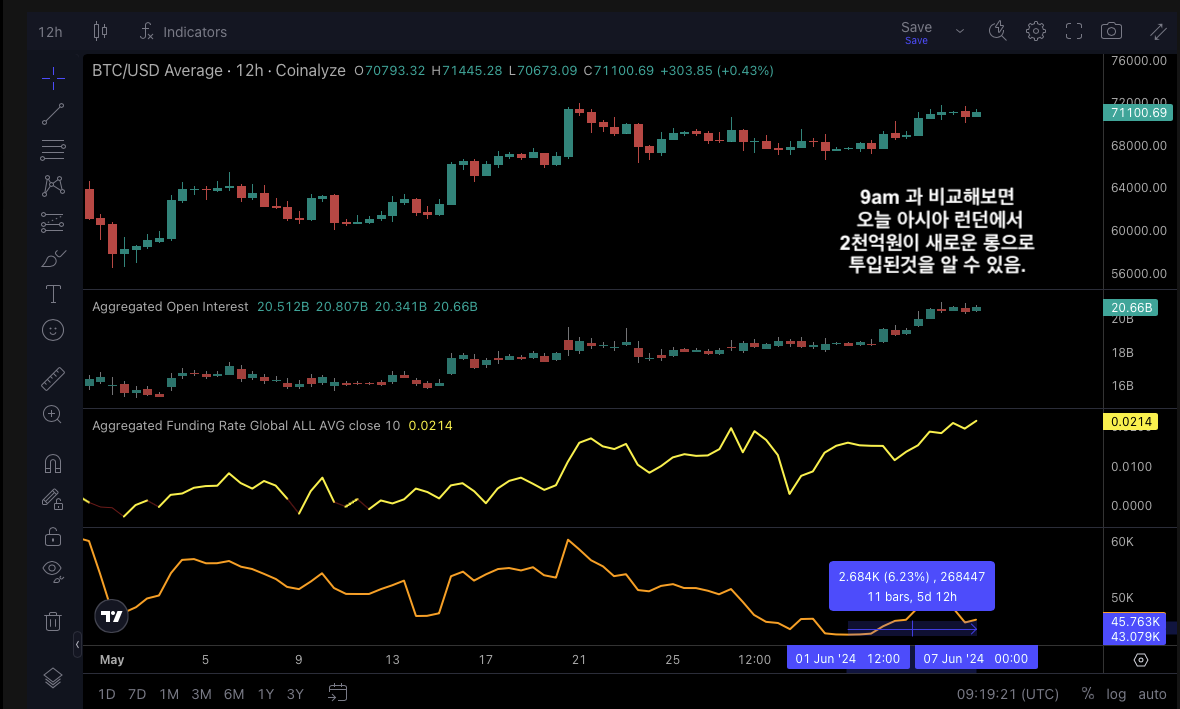 12h
Indicators
Save
Save
BTC/USD Average · 12h · Coinalyze O70793.32 H71445.28 L70673.09 C71100.69 +303.85 (+0.43%)
76000.00
72000.00
71100.69
68000.00
64000.00
60000.00
56000.00
9am 과 비교해보면
오늘 아시아 런던에서
2천억원이 새로운 롱으로
투입된것을 알 수 있음.
Aggregated Open Interest 20.512B 20.807B 20.341B 20.66B
20.66B
20B
18B
16B
Aggregated Funding Rate Global ALL AVG close 10 0.0214
0.0214
0.0100
0.0000
60K
50K
2.684K (6.23%) , 268447
11 bars, 5d 12h
45.763K
43.079K
May 5 9 13 17 21 25 12:00 01 Jun '24 12:00 07 Jun '24 00:00
1D 7D 1M 3M 6M 1Y 3Y 09:19:21 (UTC) % log auto